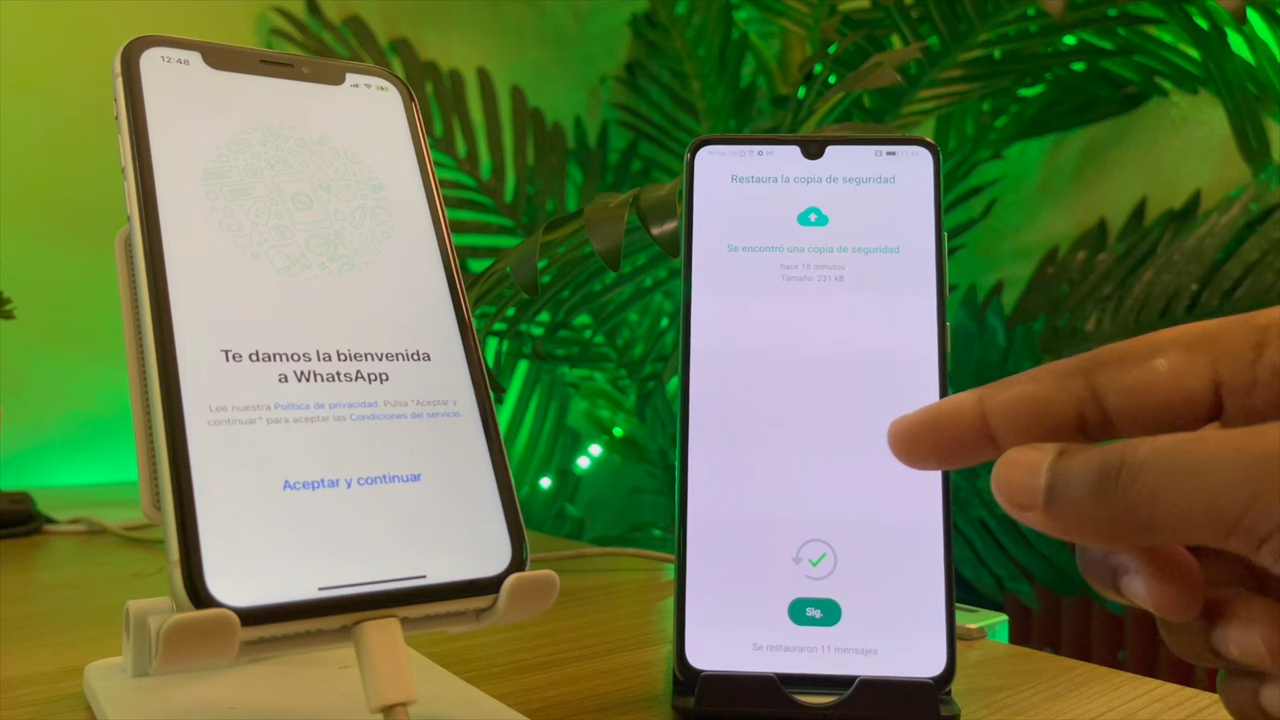 12:48
Te damos la bienvenida
a WhatsApp
Lee nuestra Política de privacidad. Pulsa "Aceptar y
continuar" para aceptar las Condiciones del servicio.
Aceptar y continuar
Restaura la copia de seguridad
Se encontró una copia de seguridad
hace 18 minutos
Tamaño: 231 kB
Sig.
Se restauraron 11 mensajes